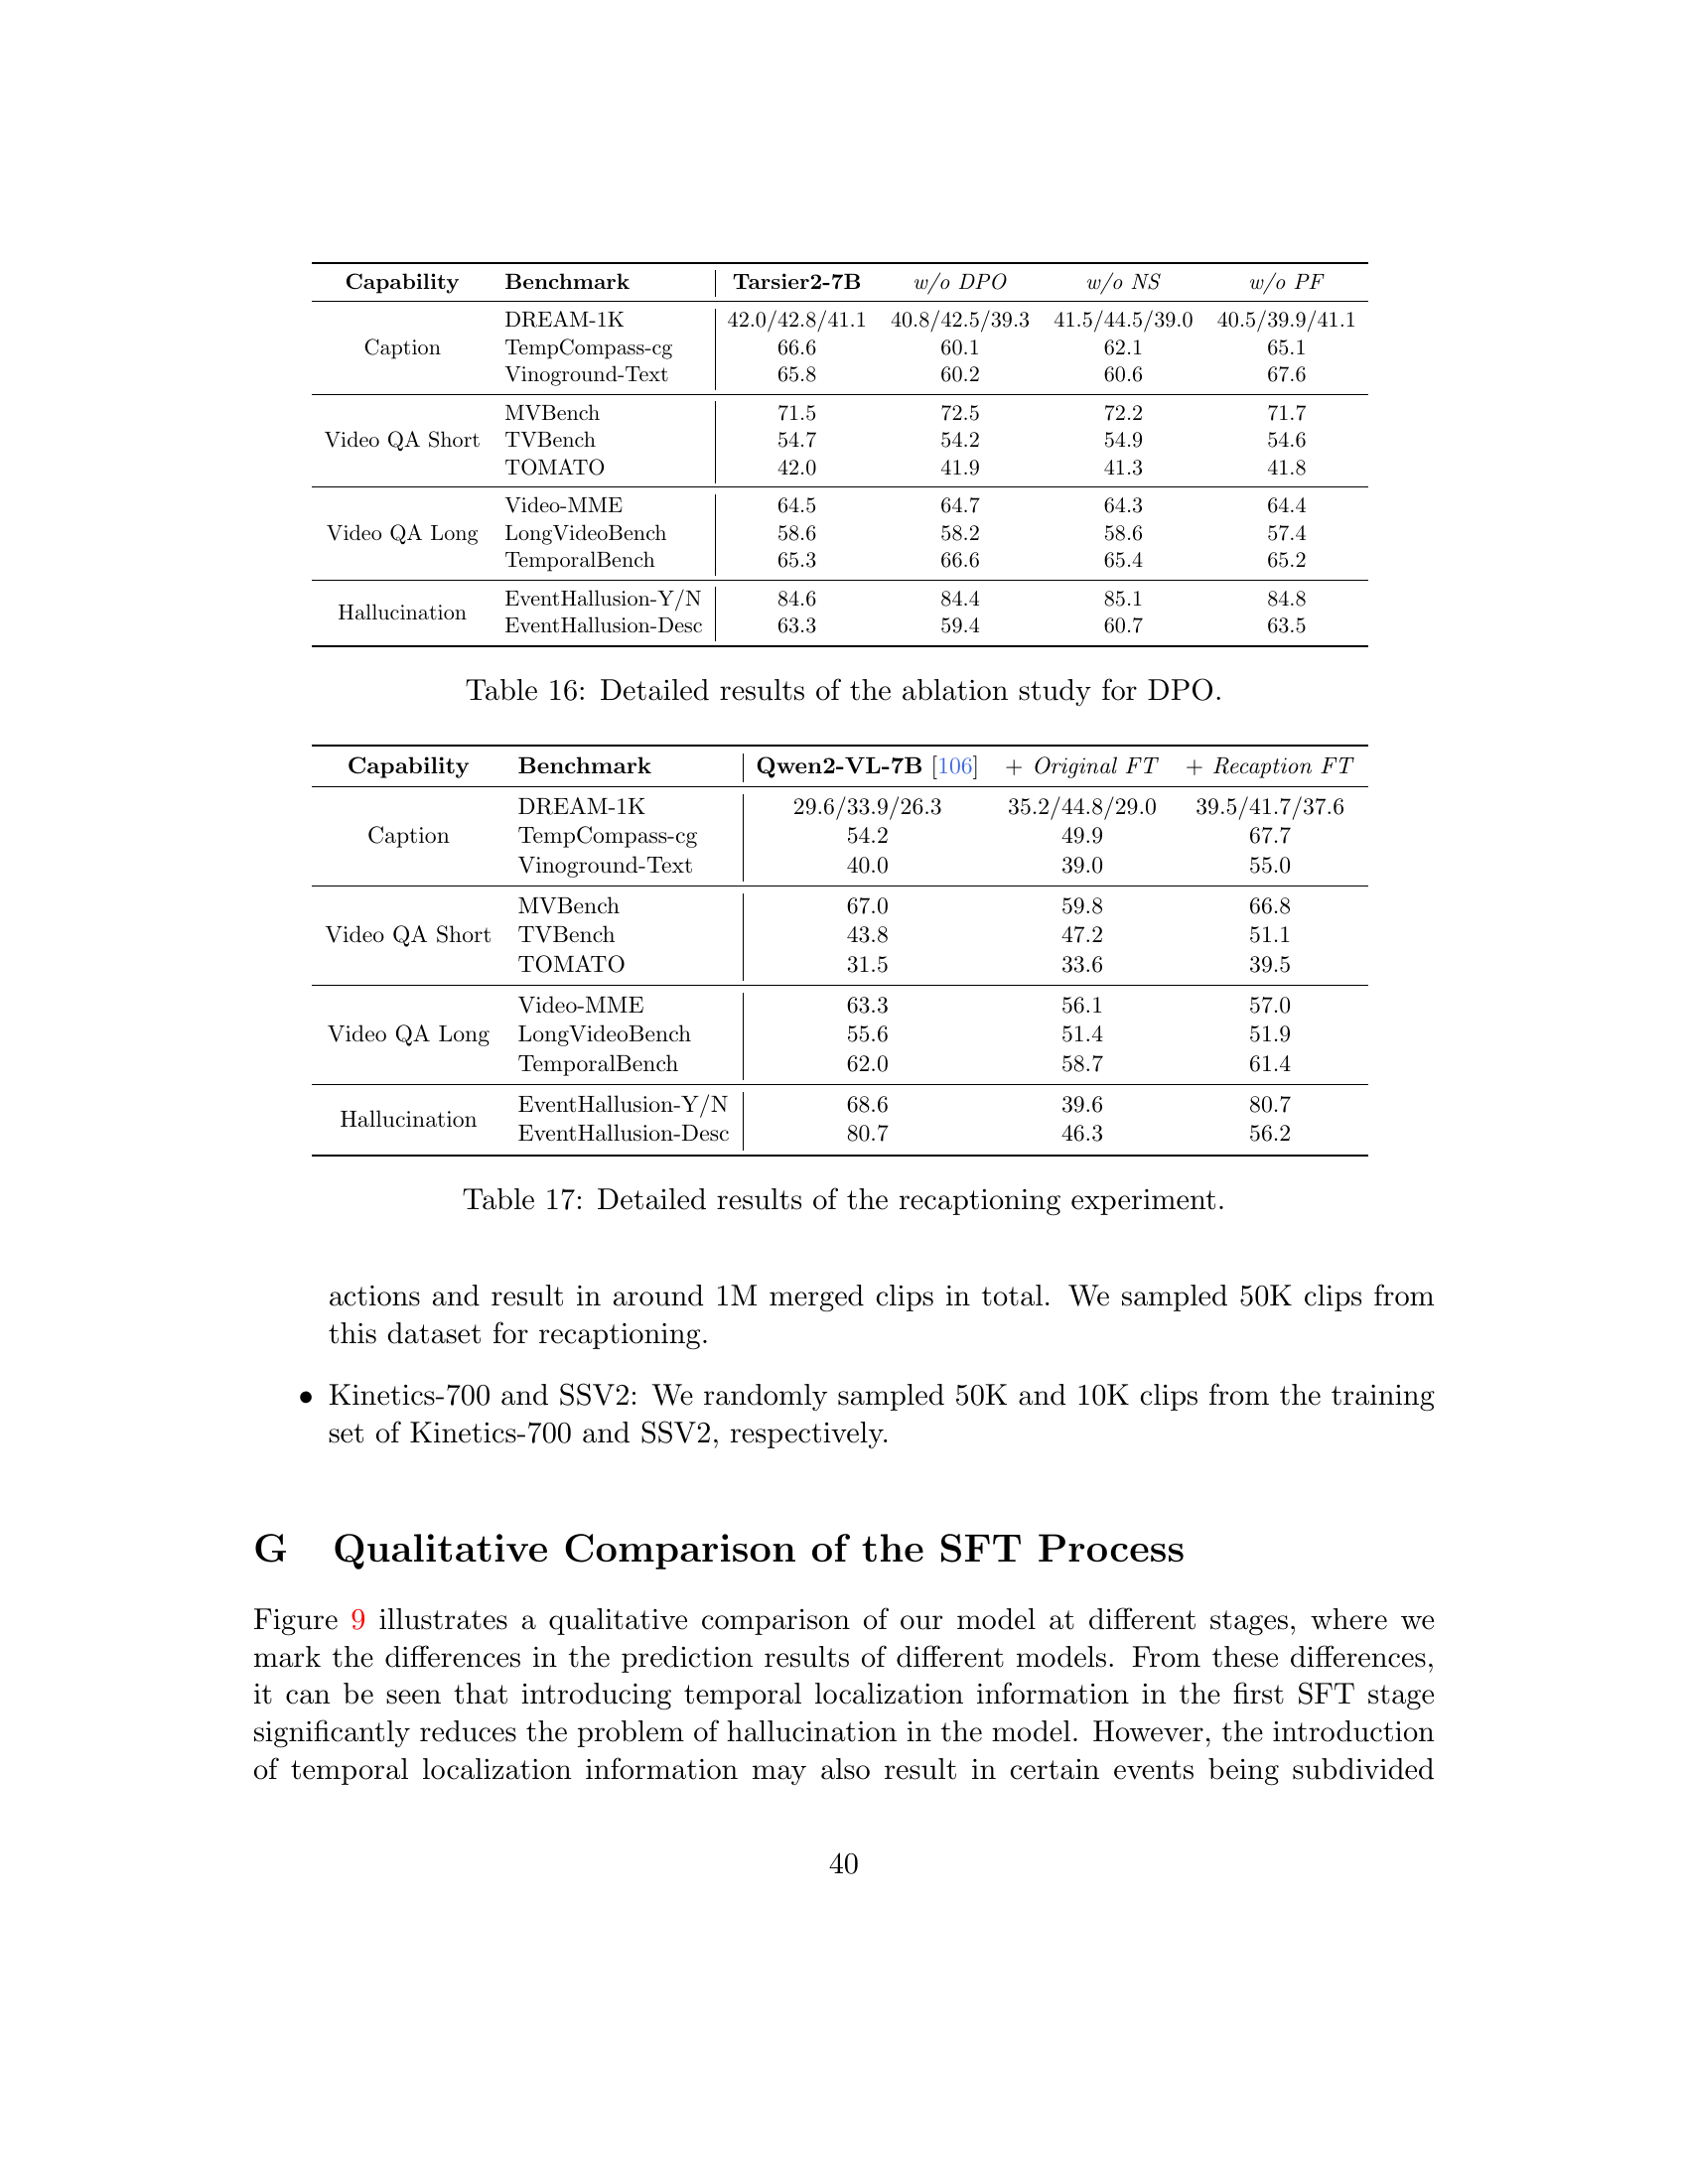 Capability Benchmark Tarsier2-7B w/o DPO w/o NS w/o PF
Caption
DREAM-1K 42.0/42.8/41.1 40.8/42.5/39.3 41.5/44.5/39.0 40.5/39.9/41.1
TempCompass-cg 66.6 60.1 62.1 65.1
Vinoground-Text 65.8 60.2 60.6 67.6
Video QA Short
MVBench 71.5 72.5 72.2 71.7
TVBench 54.7 54.2 54.9 54.6
TOMATO 42.0 41.9 41.3 41.8
Video QA Long
Video-MME 64.5 64.7 64.3 64.4
LongVideoBench 58.6 58.2 58.6 57.4
TemporalBench 65.3 66.6 65.4 65.2
Hallucination
EventHallusion-Y/N 84.6 84.4 85.1 84.8
EventHallusion-Desc 63.3 59.4 60.7 63.5
Table 16: Detailed results of the ablation study for DPO.
Capability Benchmark Qwen2-VL-7B [106] + Original FT + Recaption FT
Caption
DREAM-1K 29.6/33.9/26.3 35.2/44.8/29.0 39.5/41.7/37.6
TempCompass-cg 54.2 49.9 67.7
Vinoground-Text 40.0 39.0 55.0
Video QA Short
MVBench 67.0 59.8 66.8
TVBench 43.8 47.2 51.1
TOMATO 31.5 33.6 39.5
Video QA Long
Video-MME 63.3 56.1 57.0
LongVideoBench 55.6 51.4 51.9
TemporalBench 62.0 58.7 61.4
Hallucination
EventHallusion-Y/N 68.6 39.6 80.7
EventHallusion-Desc 80.7 46.3 56.2
Table 17: Detailed results of the recaptioning experiment.
actions and result in around 1M merged clips in total. We sampled 50K clips from
this dataset for recaptioning.
• Kinetics-700 and SSV2: We randomly sampled 50K and 10K clips from the training
set of Kinetics-700 and SSV2, respectively.
G Qualitative Comparison of the SFT Process
Figure 9 illustrates a qualitative comparison of our model at different stages, where we
mark the differences in the prediction results of different models. From these differences,
it can be seen that introducing temporal localization information in the first SFT stage
significantly reduces the problem of hallucination in the model. However, the introduction
of temporal localization information may also result in certain events being subdivided
40